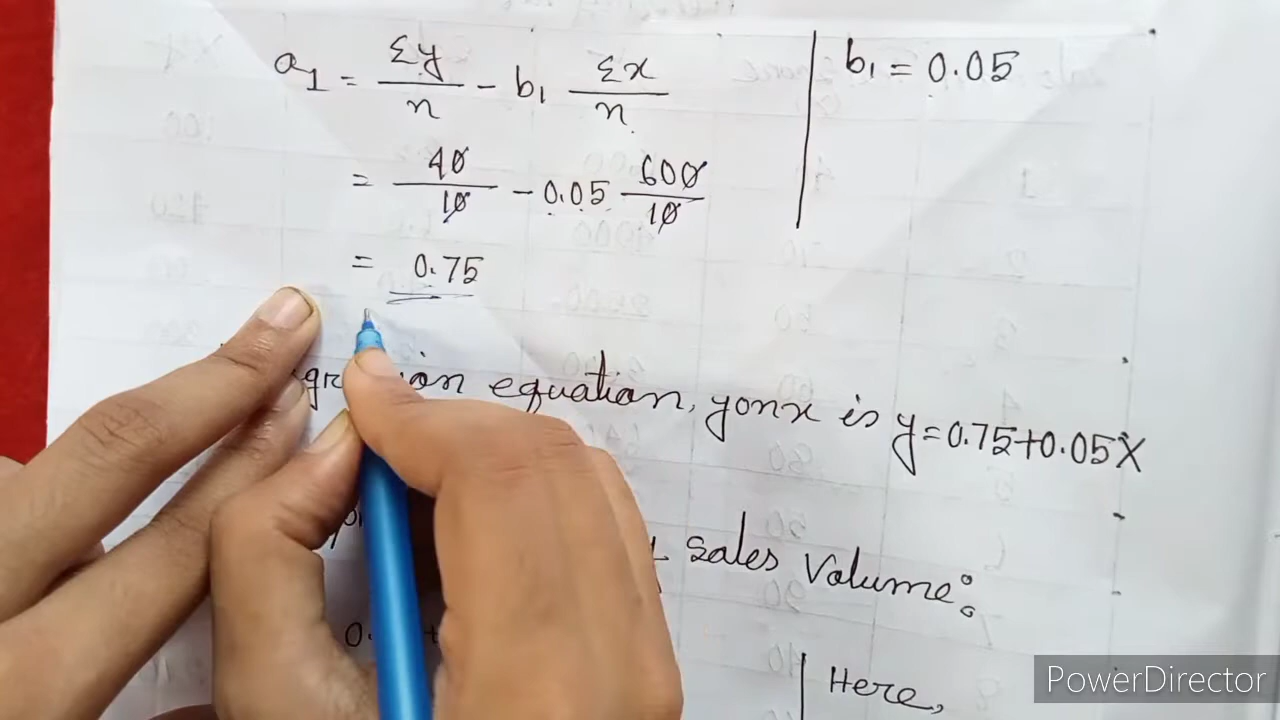 a1 = Σy/n - b1 Σx/n
b1 = 0.05
= 40/10 - 0.05 600/10
= 0.75
equation, y on x is y=0.75+0.05X
Sales Volume:
Here,
PowerDirector